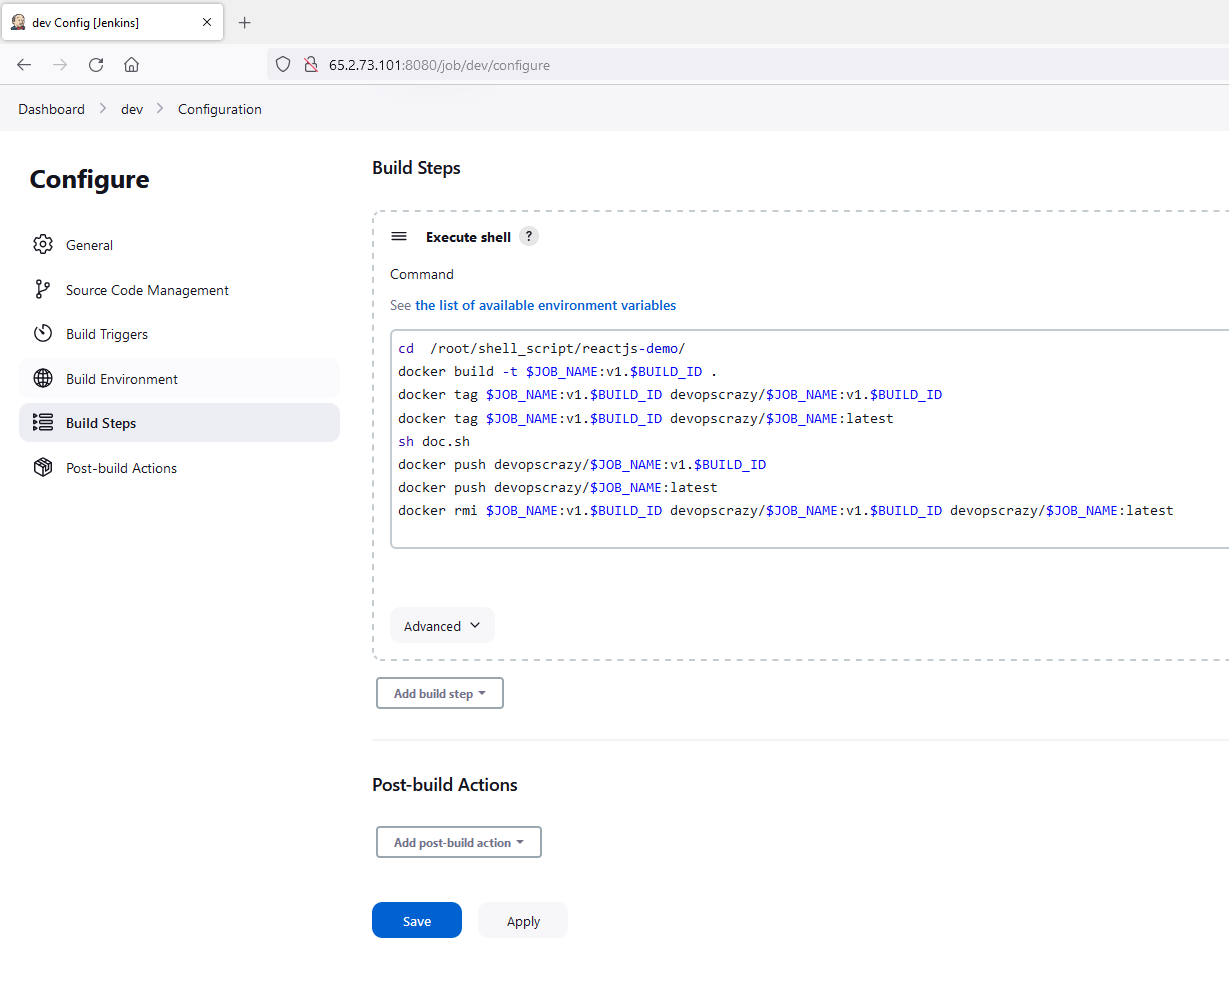 dev Config [Jenkins]
65.2.73.101:8080/job/dev/configure
Dashboard > dev > Configuration
Configure
General
Source Code Management
Build Triggers
Build Environment
Build Steps
Post-build Actions
Build Steps
Execute shell ?
Command
See the list of available environment variables
cd  /root/shell_script/reactjs-demo/
docker build -t $JOB_NAME:v1.$BUILD_ID .
docker tag $JOB_NAME:v1.$BUILD_ID devopscrazy/$JOB_NAME:v1.$BUILD_ID
docker tag $JOB_NAME:v1.$BUILD_ID devopscrazy/$JOB_NAME:latest
sh doc.sh
docker push devopscrazy/$JOB_NAME:v1.$BUILD_ID
docker push devopscrazy/$JOB_NAME:latest
docker rmi $JOB_NAME:v1.$BUILD_ID devopscrazy/$JOB_NAME:v1.$BUILD_ID devopscrazy/$JOB_NAME:latest
Advanced
Add build step
Post-build Actions
Add post-build action
Save Apply